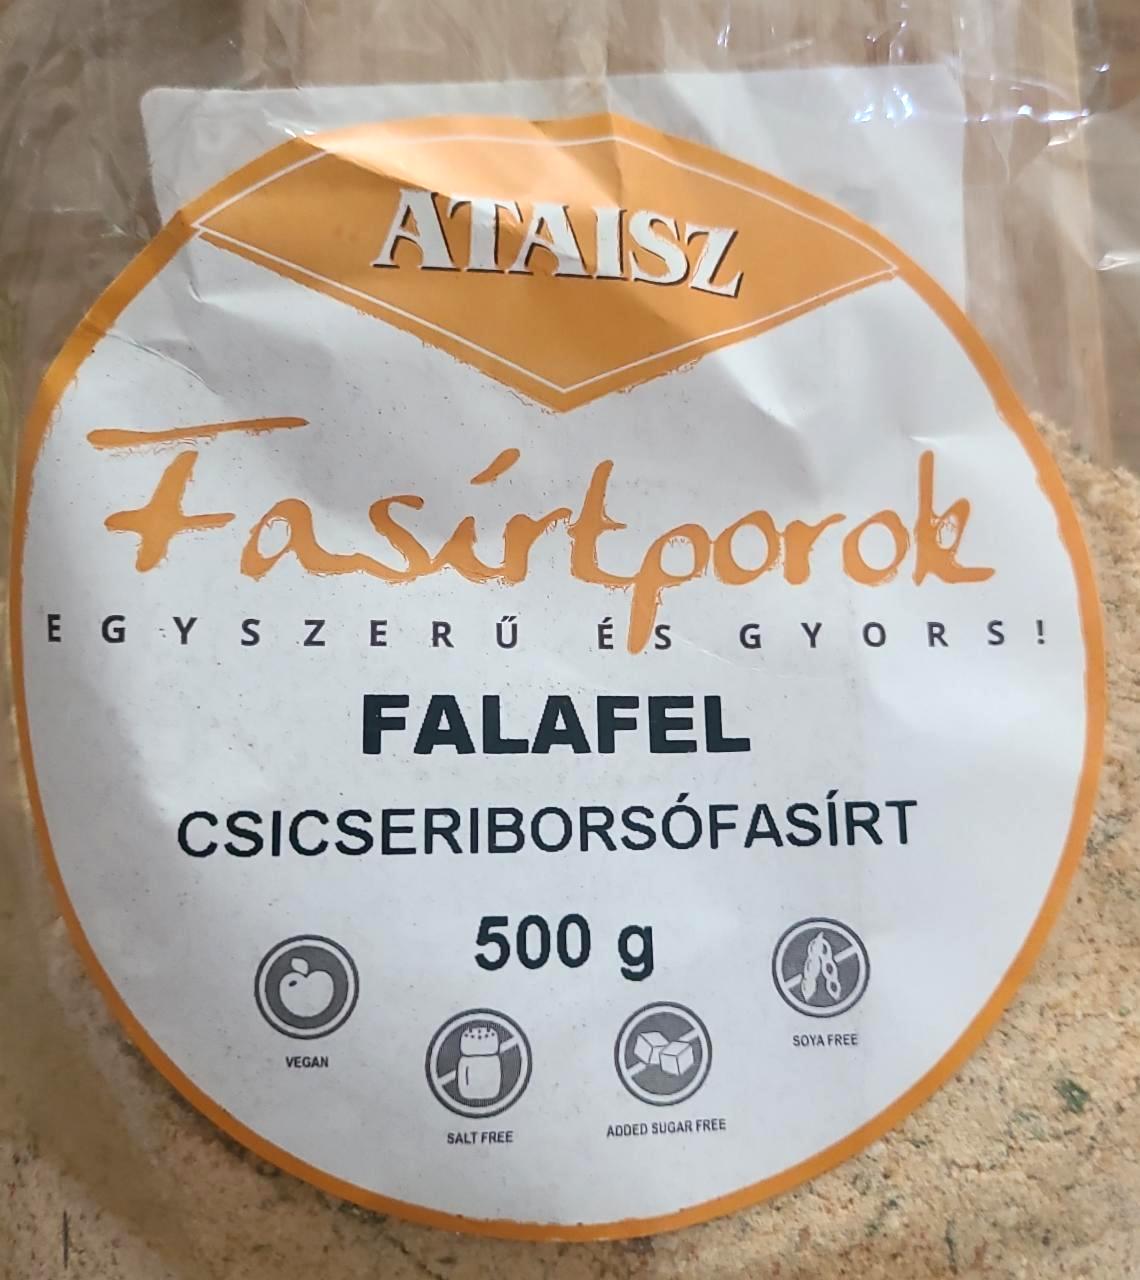 ATAISZ
Fasírtporok
EGYSZERŰ ÉS GYORS!
FALAFEL
CSICSERIBORSÓFASÍRT
500 g
VEGAN
SALT FREE
ADDED SUGAR FREE
SOYA FREE